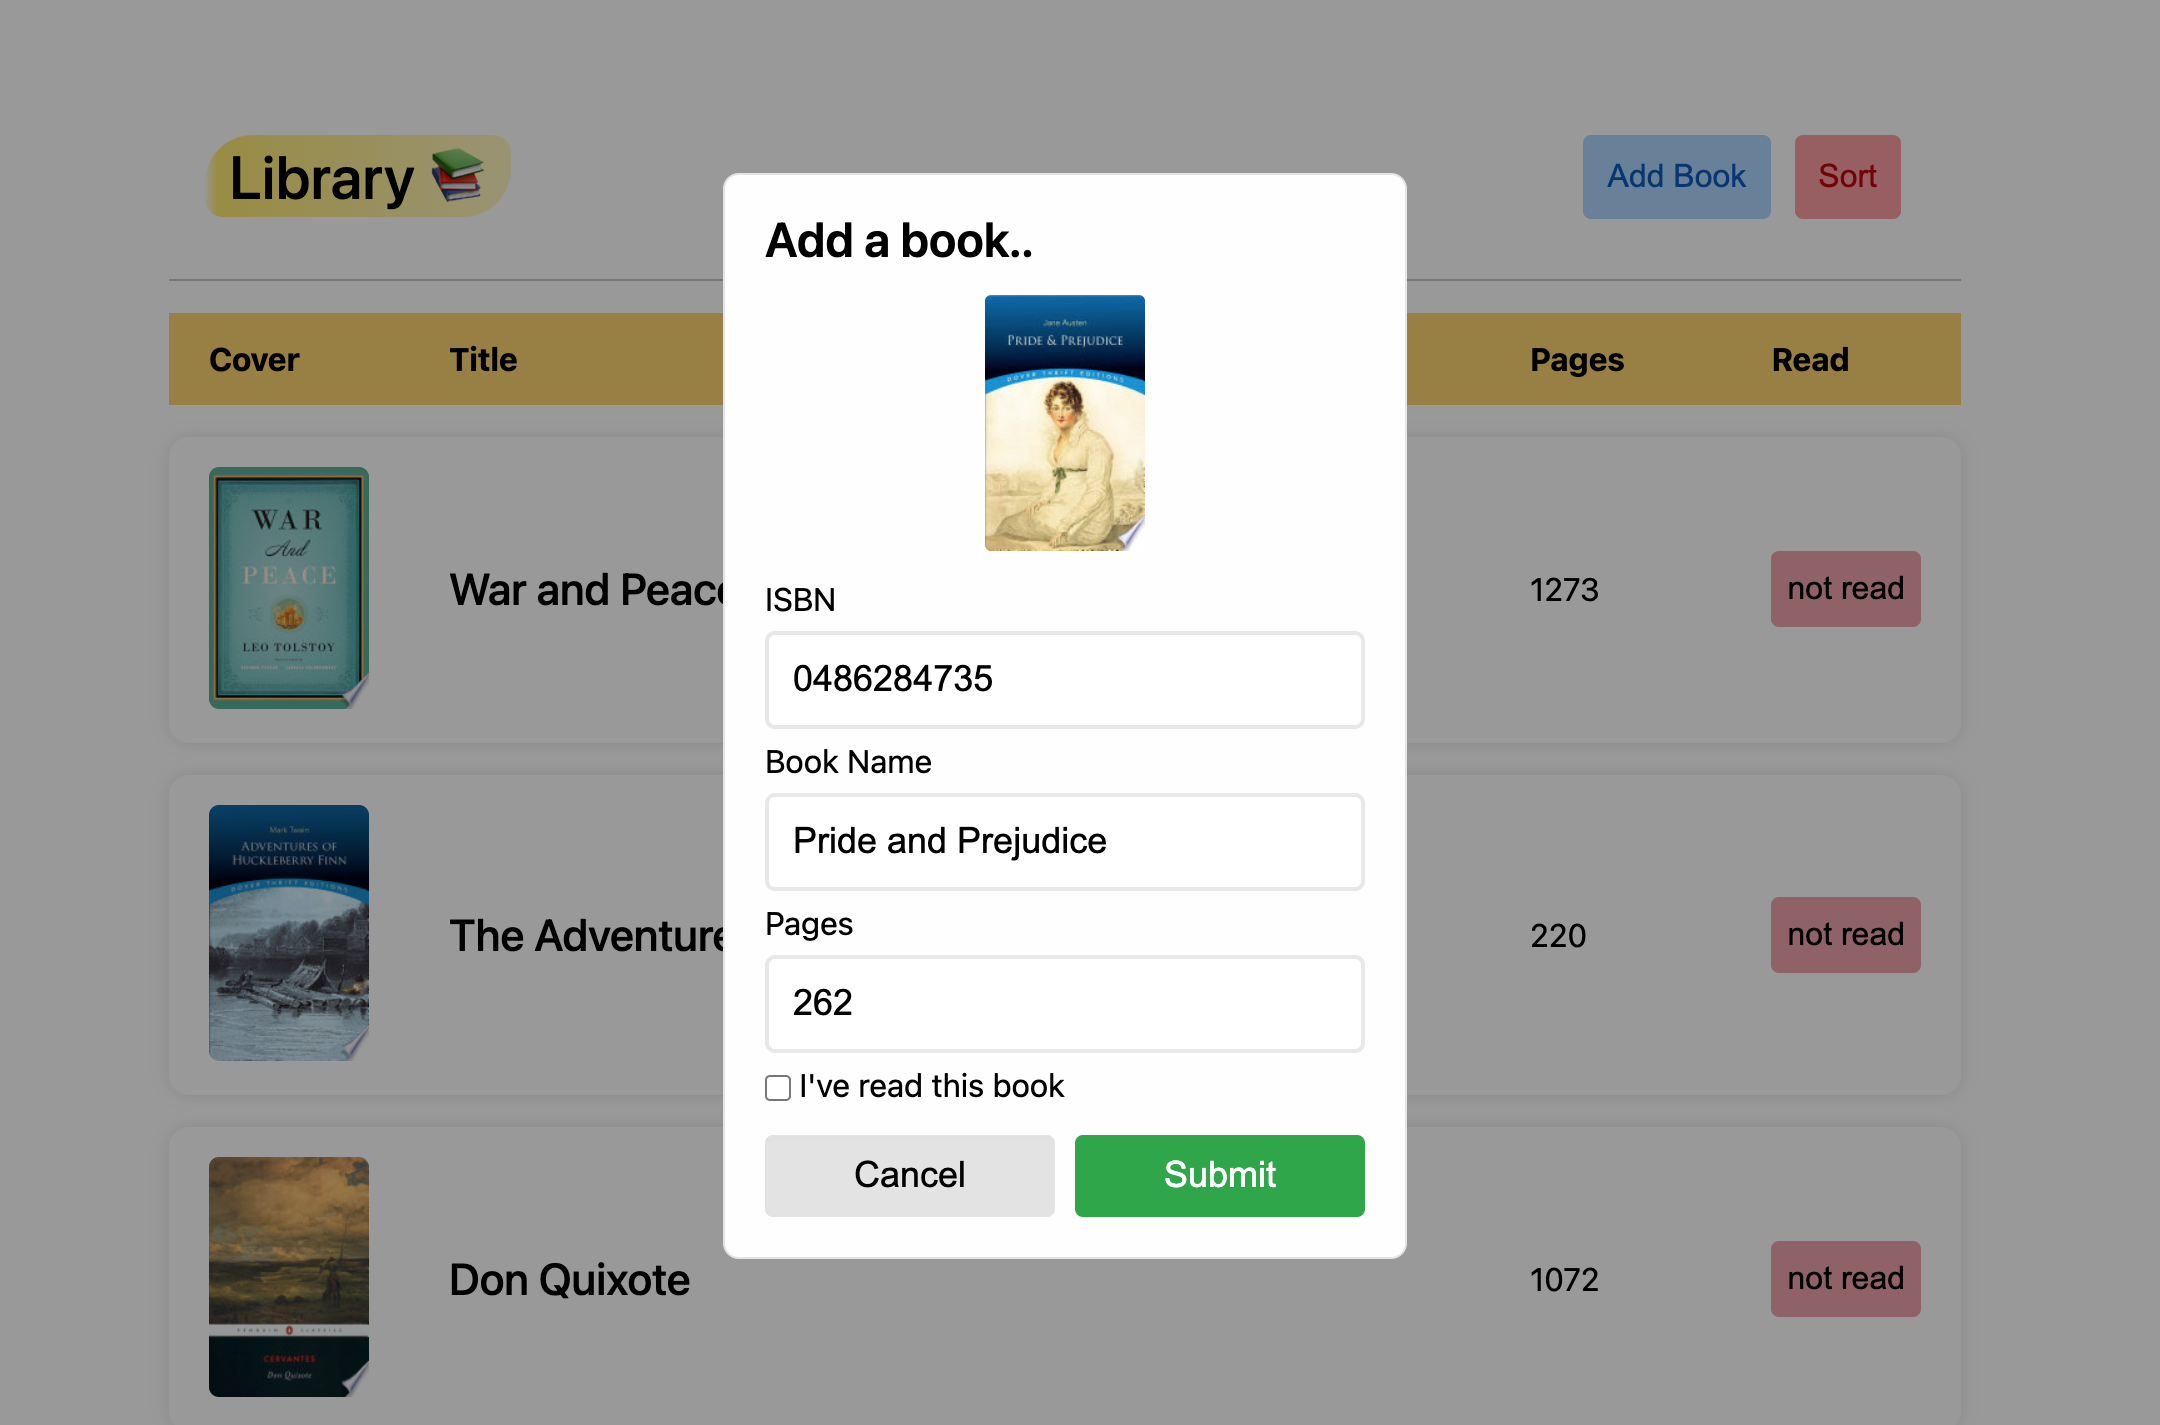 Library
Add Book
Sort
Add a book..
Jane Austen
PRIDE & PREJUDICE
DOVER THRIFT EDITIONS
Cover
Title
Pages
Read
WAR
And
PEACE
LEO TOLSTOY
War and Peace
1273
not read
ISBN
0486284735
Book Name
Pride and Prejudice
Pages
262
I've read this book
Cancel
Submit
Mark Twain
ADVENTURES OF
HUCKLEBERRY FINN
DOVER THRIFT EDITIONS
The Adventure
220
not read
PENGUIN CLASSICS
CERVANTES
Don Quixote
Don Quixote
1072
not read